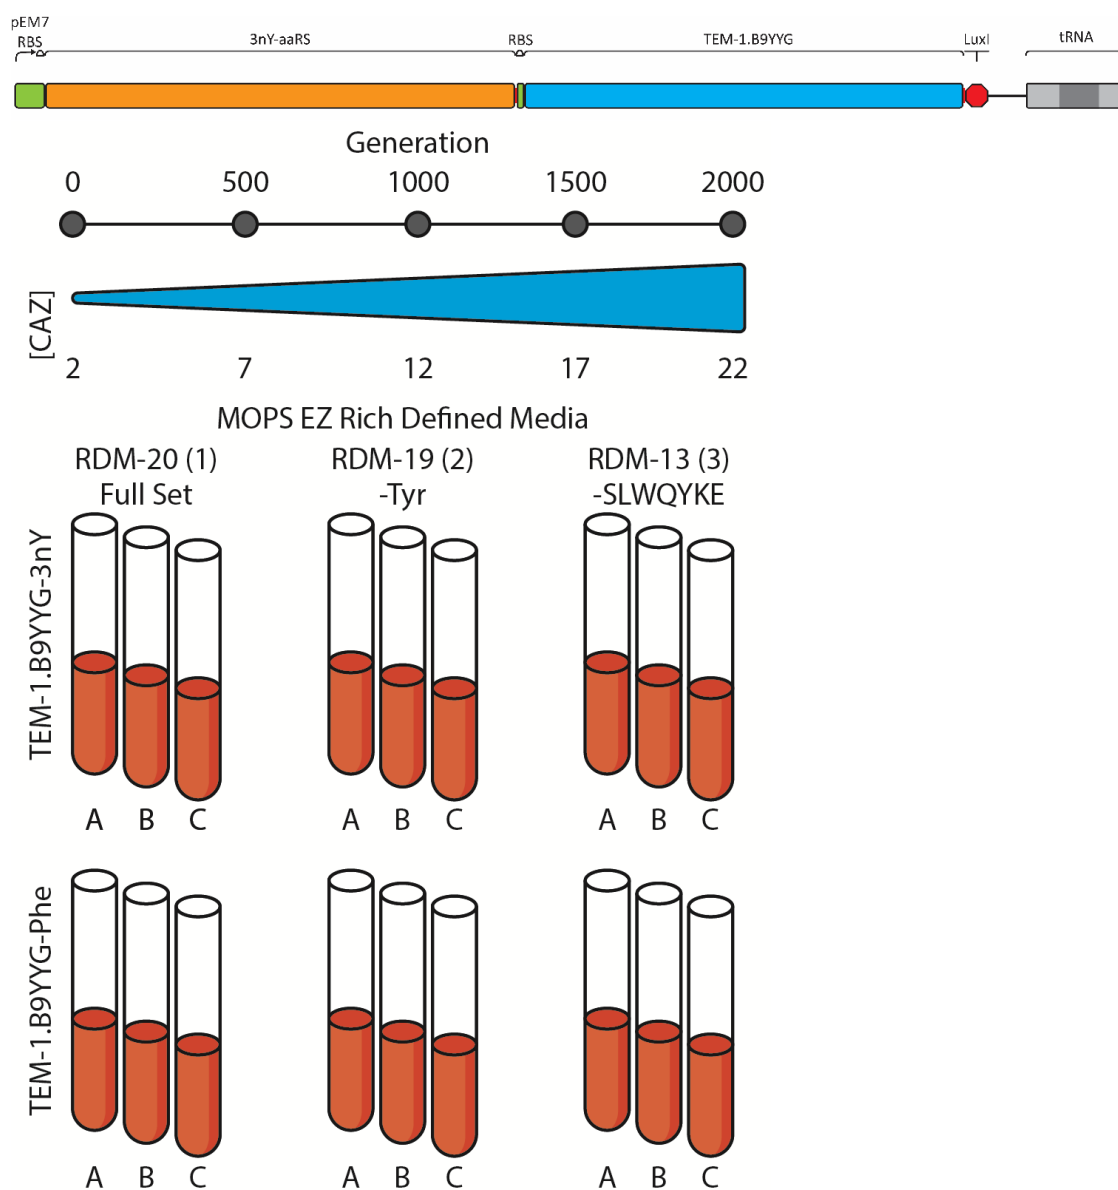 pEM7
RBS 3nY-aaRS RBS TEM-1.B9YYG LuxI tRNA
Generation
0 500 1000 1500 2000
[CAZ]
2 7 12 17 22
MOPS EZ Rich Defined Media
RDM-20 (1) RDM-19 (2) RDM-13 (3)
Full Set -Tyr -SLWQYKE
TEM-1.B9YYG-3nY
A B C A B C A B C
TEM-1.B9YYG-Phe
A B C A B C A B C